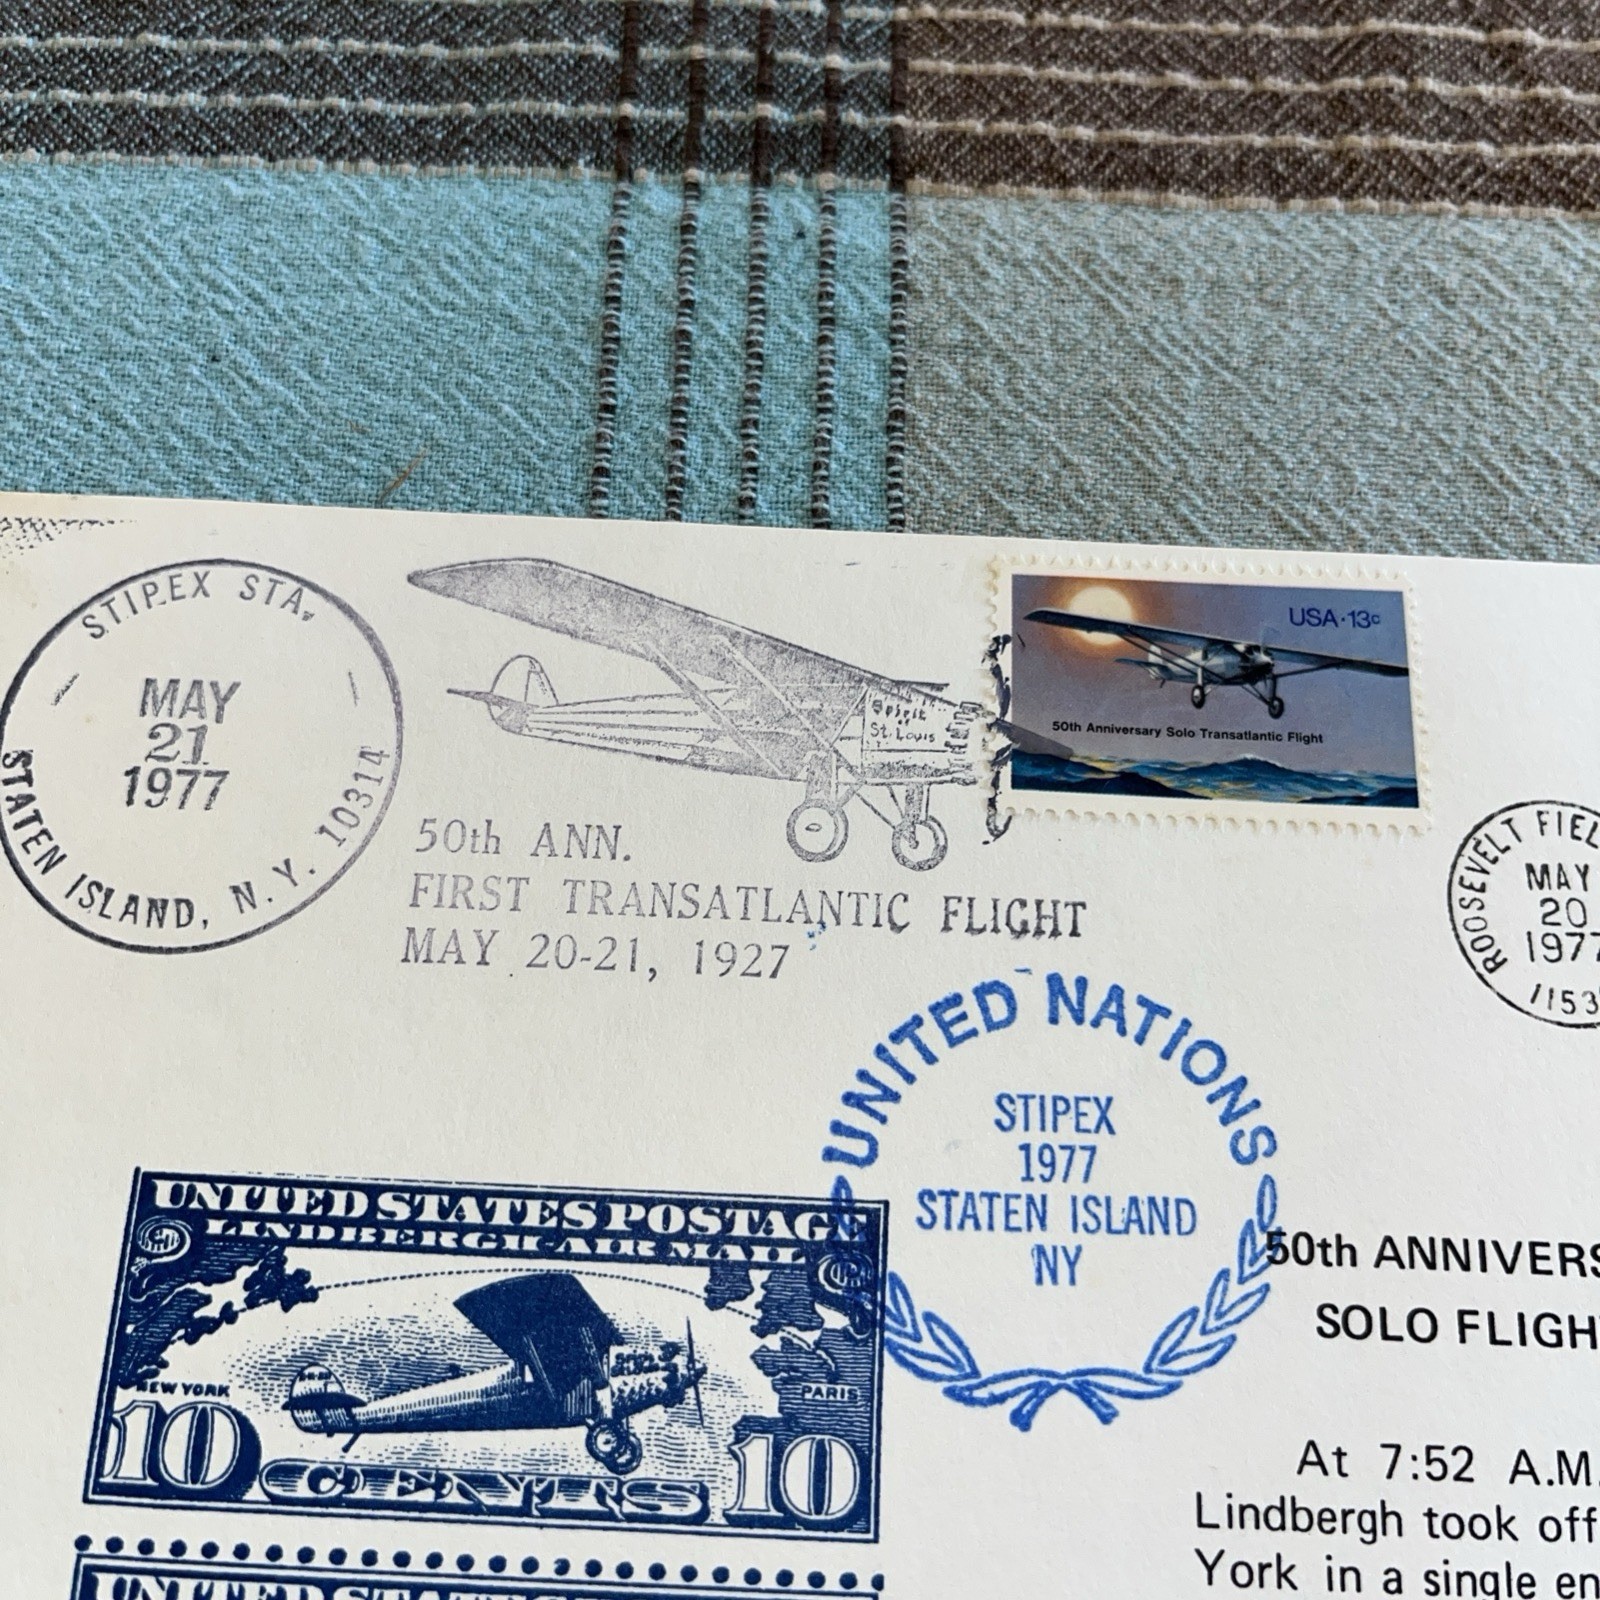 STIPEX STA.
MAY
21
1977
STATEN ISLAND, N.Y. 10314
Spirit
St. Louis
50th ANN.
FIRST TRANSATLANTIC FLIGHT
MAY 20-21, 1927
USA·13c
50th Anniversary Solo Transatlantic Flight
ROOSEVELT FIEL
MAY
20
1977
1153
UNITED NATIONS
STIPEX
1977
STATEN ISLAND
NY
UNITED STATES POSTAGE
LINDBERGH AIR MAIL
NEW YORK
PARIS
10 CENTS 10
UNITED STATES
50th ANNIVERS
SOLO FLIGH
At 7:52 A.M.
Lindbergh took off
York in a single en